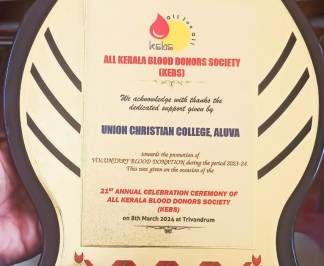 all for all
KEBS
ALL KERALA BLOOD DONORS SOCIETY
(KEBS)
We acknowledge with thanks the
dedicated support given by
UNION CHRISTIAN COLLEGE, ALUVA
towards the promotion of
VOLUNTARY BLOOD DONATION during the period 2023-24.
This was given on the occasion of the
21ST ANNUAL CELEBRATION CEREMONY OF
ALL KERALA BLOOD DONORS SOCIETY
(KEBS)
on 8th March 2024 at Trivandrum